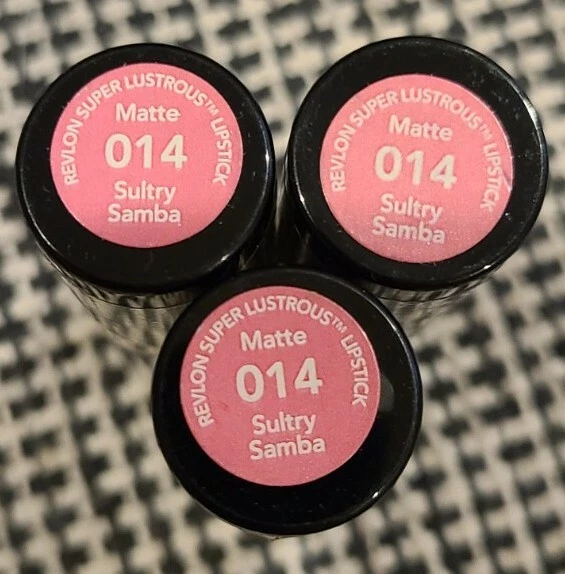 REVLON SUPER LUSTROUS™ LIPSTICK
Matte
014
Sultry
Samba
REVLON SUPER LUSTROUS™ LIPSTICK
Matte
014
Sultry
Samba
REVLON SUPER LUSTROUS™ LIPSTICK
Matte
014
Sultry
Samba